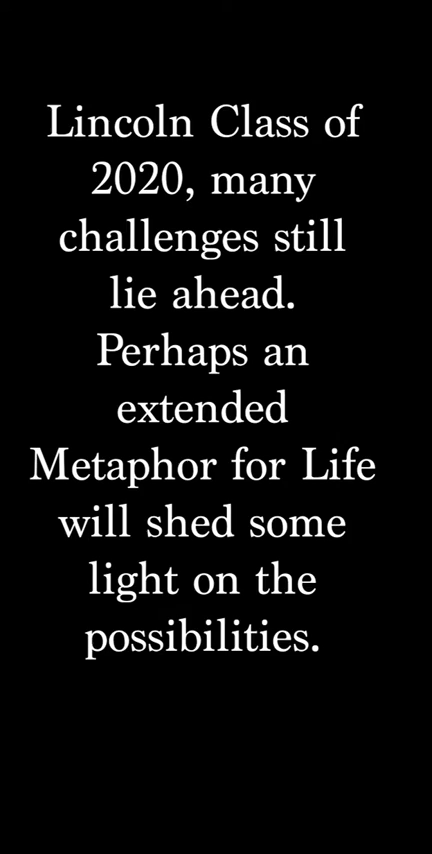 Lincoln Class of
2020, many
challenges still
lie ahead.
Perhaps an
extended
Metaphor for Life
will shed some
light on the
possibilities.